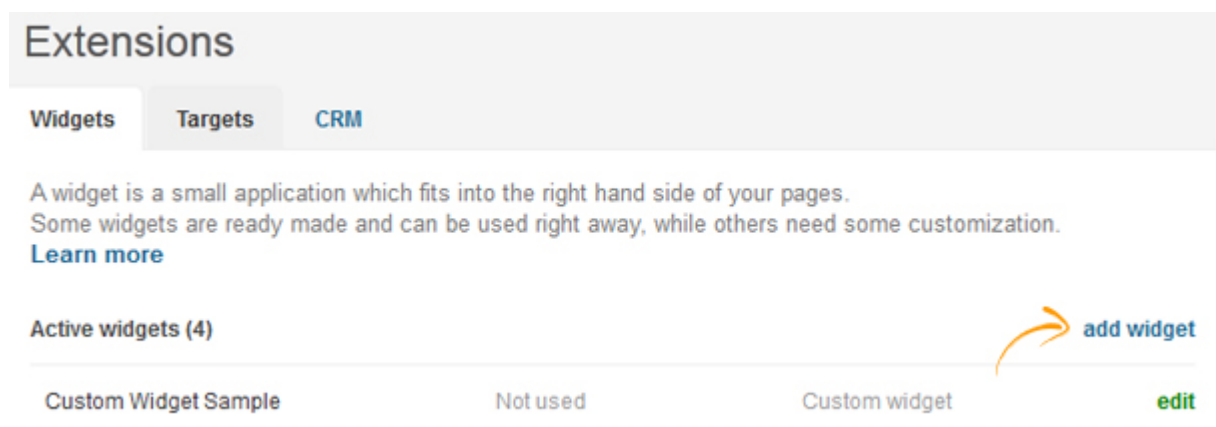 Extensions
Widgets Targets CRM
A widget is a small application which fits into the right hand side of your pages.
Some widgets are ready made and can be used right away, while others need some customization.
Learn more
Active widgets (4) add widget
Custom Widget Sample Not used Custom widget edit